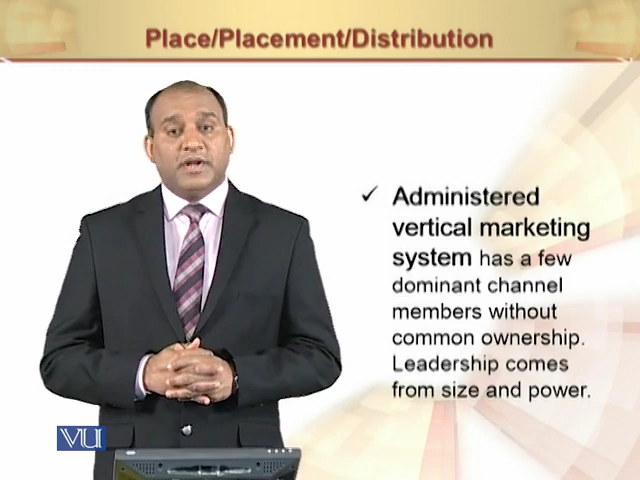 Place/Placement/Distribution
✓ Administered
vertical marketing
system has a few
dominant channel
members without
common ownership.
Leadership comes
from size and power.
VU